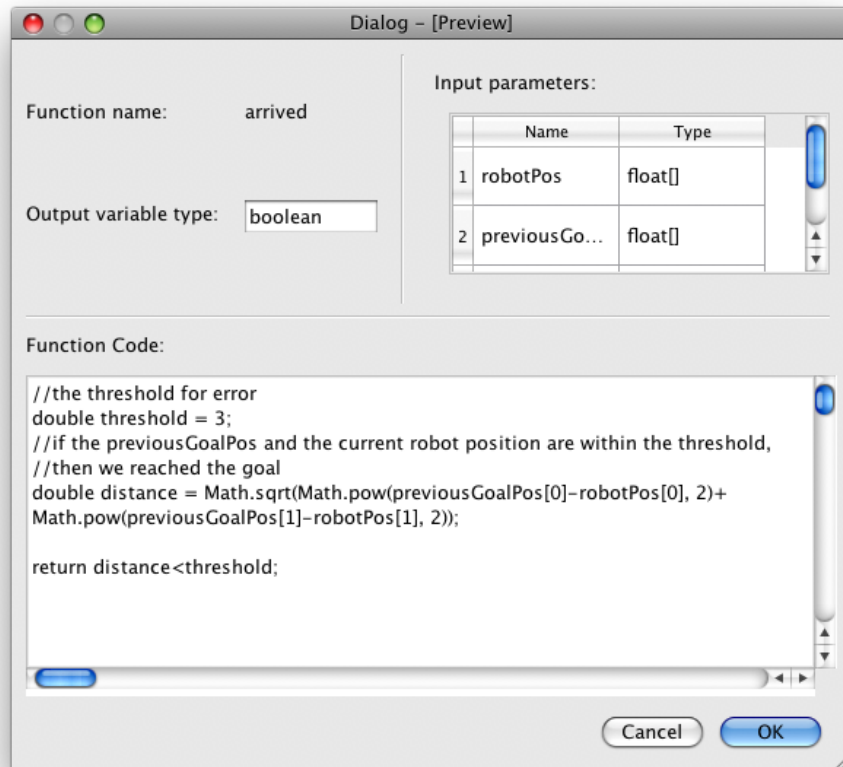 Dialog – [Preview]
Function name: arrived
Output variable type: boolean
Input parameters:
Name Type
1 robotPos float[]
2 previousGo... float[]
Function Code:
//the threshold for error
double threshold = 3;
//if the previousGoalPos and the current robot position are within the threshold,
//then we reached the goal
double distance = Math.sqrt(Math.pow(previousGoalPos[0]-robotPos[0], 2)+
Math.pow(previousGoalPos[1]-robotPos[1], 2));
return distance<threshold;
Cancel OK